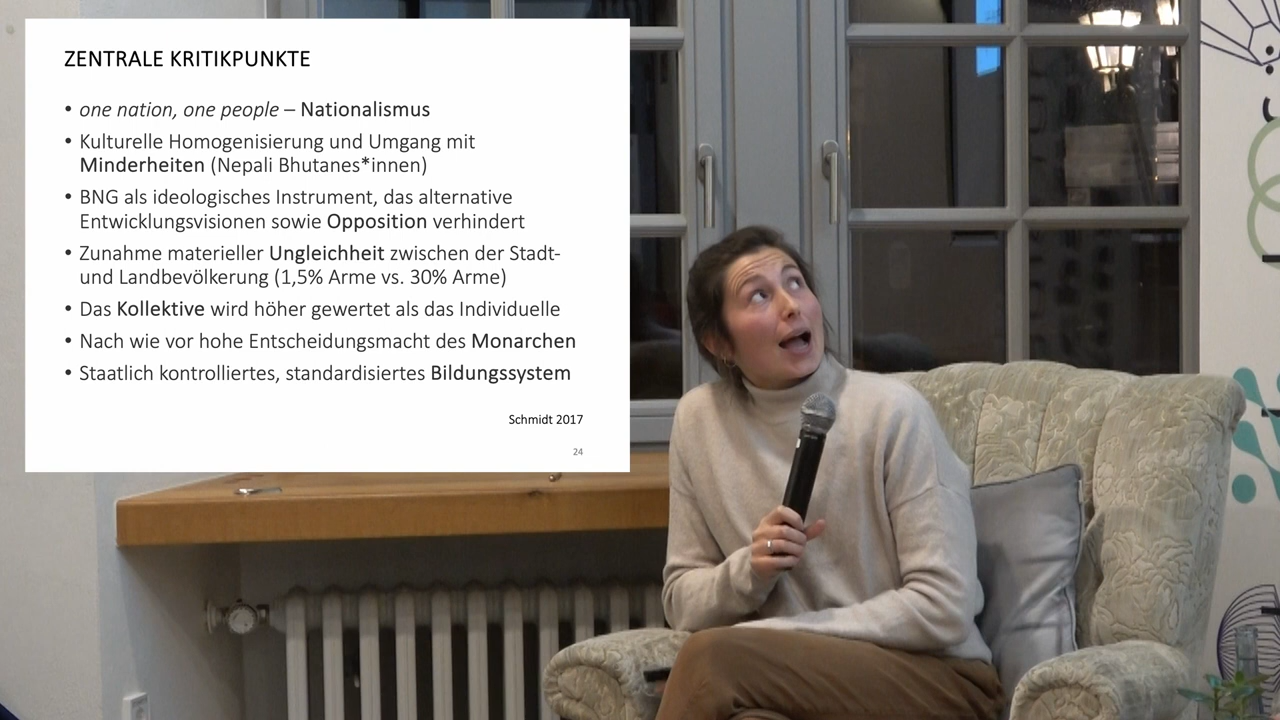 ZENTRALE KRITIKPUNKTE
• one nation, one people – Nationalismus
• Kulturelle Homogenisierung und Umgang mit
Minderheiten (Nepali Bhutanes*innen)
• BNG als ideologisches Instrument, das alternative
Entwicklungsvisionen sowie Opposition verhindert
• Zunahme materieller Ungleichheit zwischen der Stadt-
und Landbevölkerung (1,5% Arme vs. 30% Arme)
• Das Kollektive wird höher gewertet als das Individuelle
• Nach wie vor hohe Entscheidungsmacht des Monarchen
• Staatlich kontrolliertes, standardisiertes Bildungssystem
Schmidt 2017
24